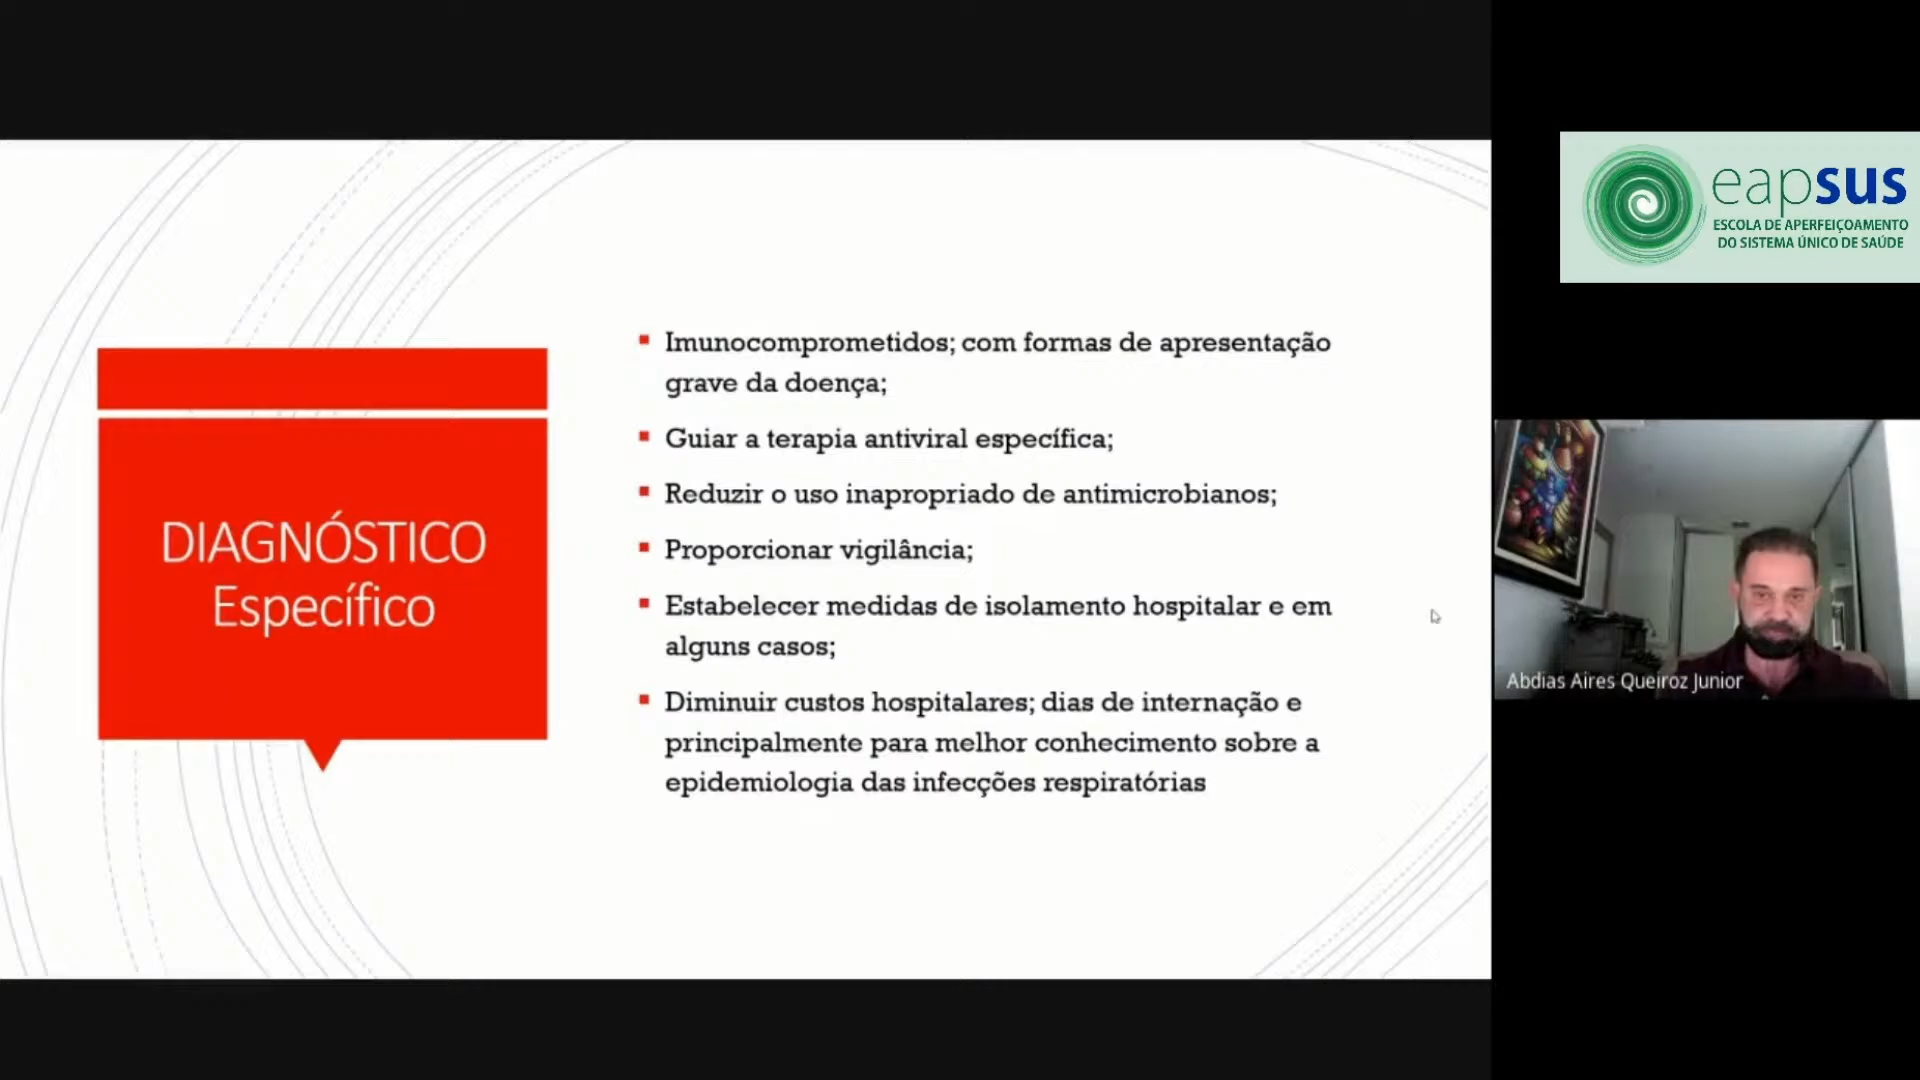 DIAGNÓSTICO
Específico
Imunocomprometidos; com formas de apresentação
grave da doença;
Guiar a terapia antiviral específica;
Reduzir o uso inapropriado de antimicrobianos;
Proporcionar vigilância;
Estabelecer medidas de isolamento hospitalar e em
alguns casos;
Diminuir custos hospitalares; dias de internação e
principalmente para melhor conhecimento sobre a
epidemiologia das infecções respiratórias
eapsus
ESCOLA DE APERFEIÇOAMENTO
DO SISTEMA ÚNICO DE SAÚDE
Abdias Aires Queiroz Junior